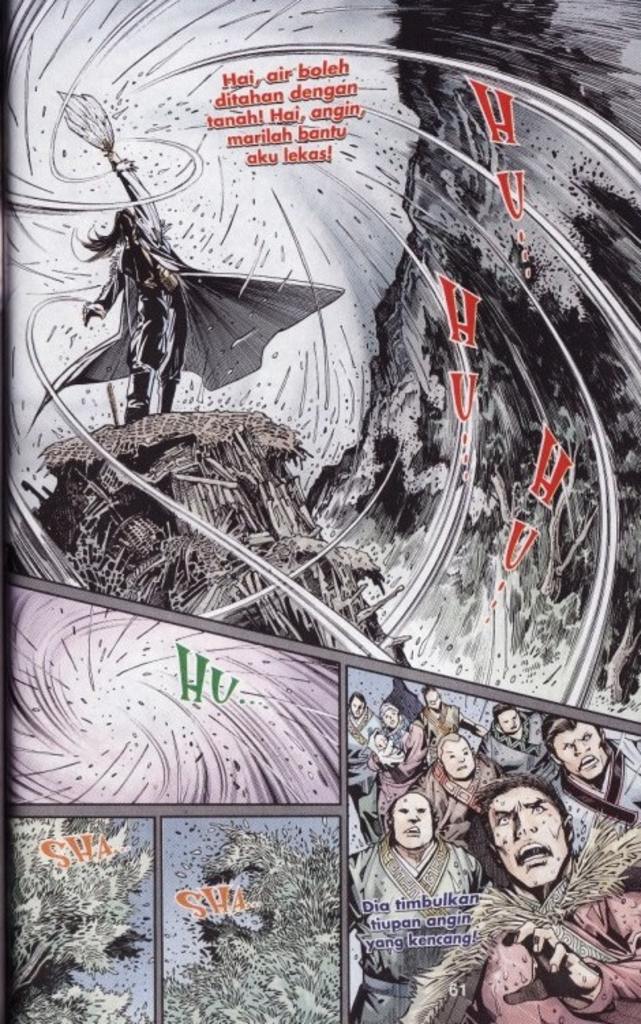 Hai, air boleh
ditahan dengan
tanah! Hai, angin,
marilah bantu
aku lekas!
HU...
HU...
HU...
HU...
SHA...
SHA...
Dia timbulkan
tiupan angin
yang kencang!
61